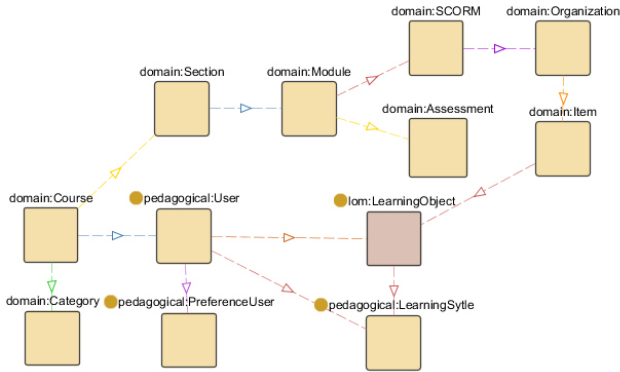 domain:SCORM
domain:Organization
domain:Section
domain:Module
domain:Assessment
domain:Item
domain:Course
pedagogical:User
lom:LearningObject
domain:Category
pedagogical:PreferenceUser
pedagogical:LearningSytle